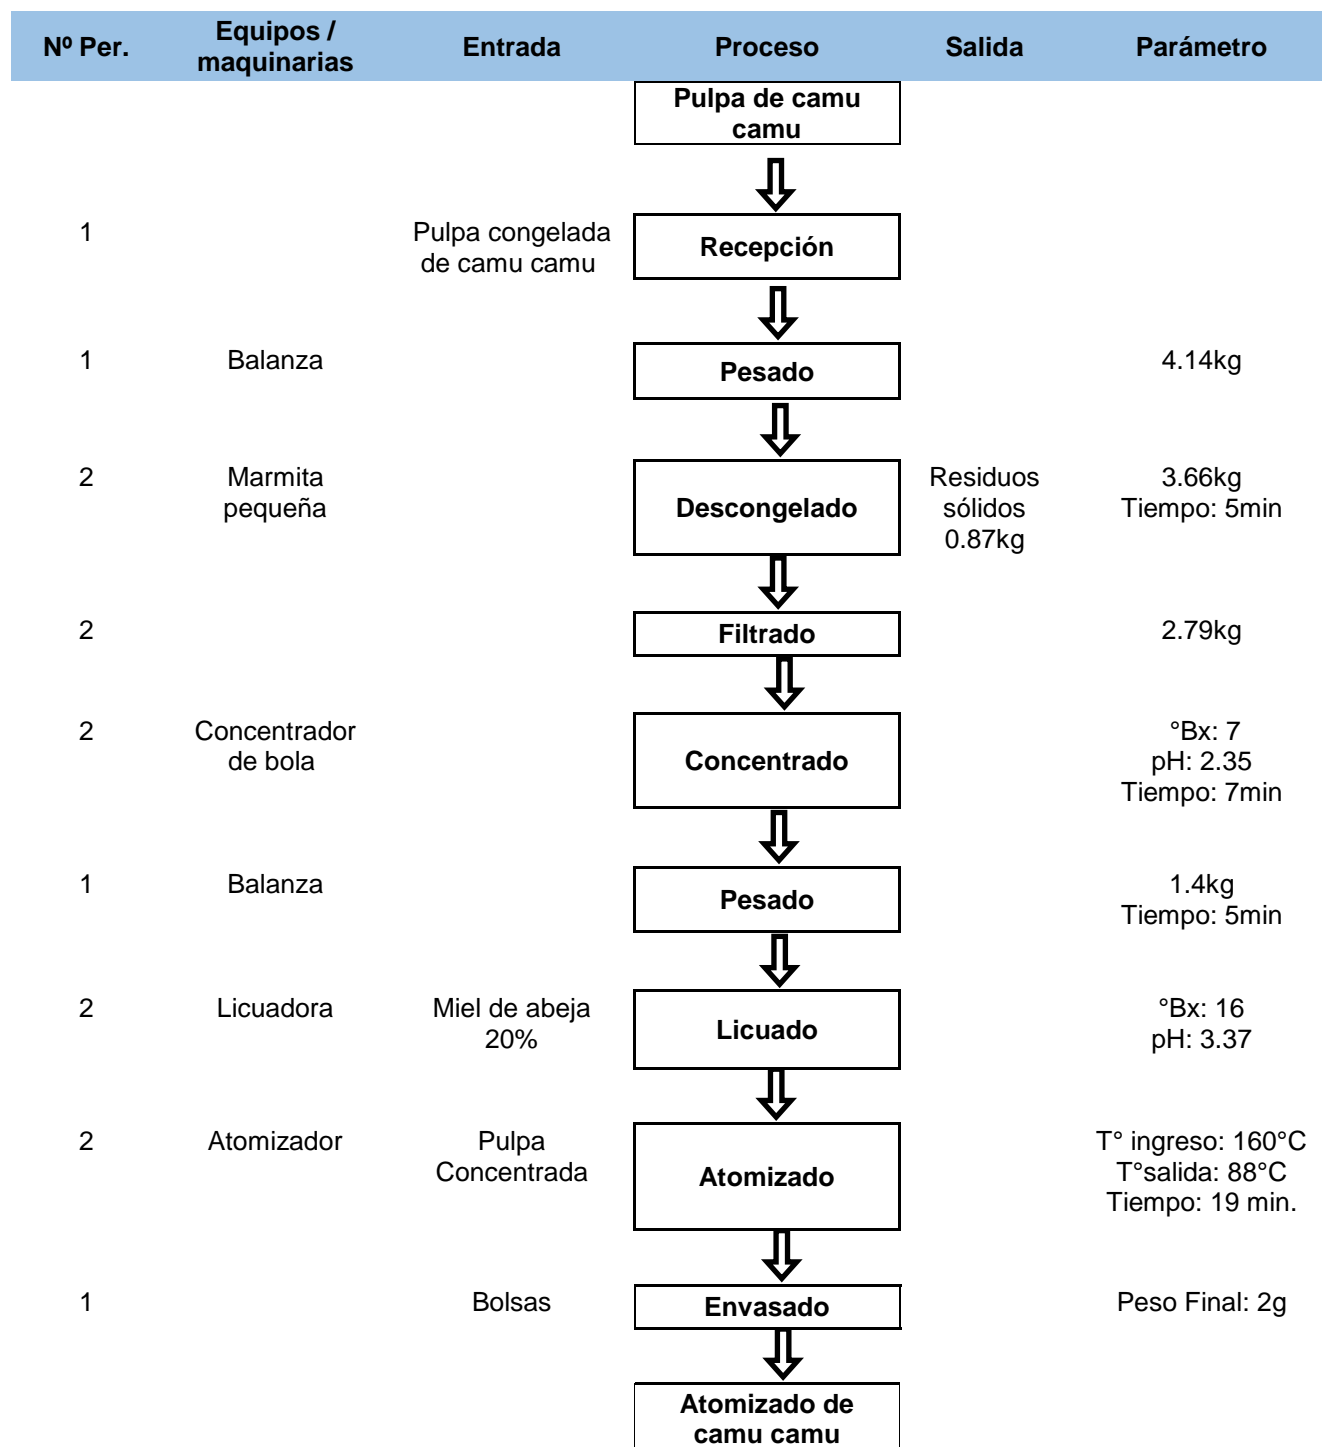 Nº Per.
Equipos /
maquinarias
Entrada
Proceso
Salida
Parámetro
Pulpa de camu
camu
1
Pulpa congelada
de camu camu
Recepción
1
Balanza
Pesado
4.14kg
2
Marmita
pequeña
Descongelado
Residuos
sólidos
0.87kg
3.66kg
Tiempo: 5min
2
Filtrado
2.79kg
2
Concentrador
de bola
Concentrado
°Bx: 7
pH: 2.35
Tiempo: 7min
1
Balanza
Pesado
1.4kg
Tiempo: 5min
2
Licuadora
Miel de abeja
20%
Licuado
°Bx: 16
pH: 3.37
2
Atomizador
Pulpa
Concentrada
Atomizado
T° ingreso: 160°C
T°salida: 88°C
Tiempo: 19 min.
1
Bolsas
Envasado
Peso Final: 2g
Atomizado de
camu camu